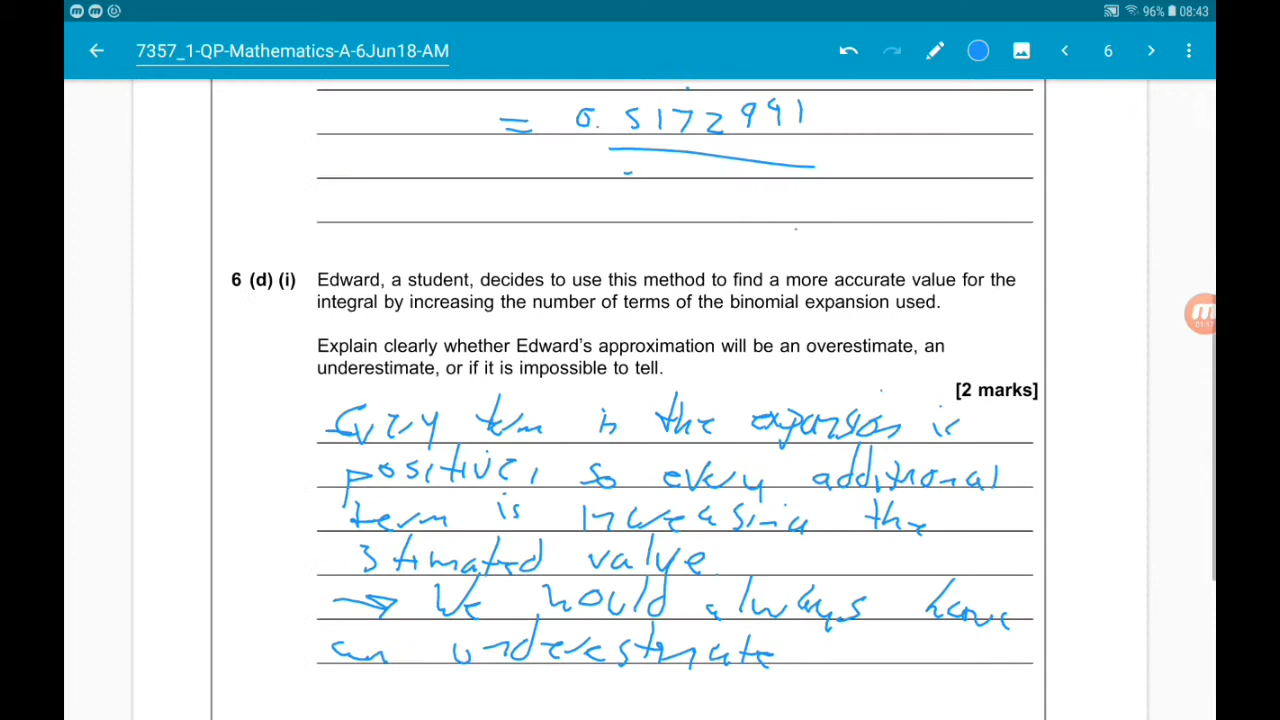 96% 08:43
7357_1-QP-Mathematics-A-6Jun18-AM 6
= 0.5172991
6 (d) (i) Edward, a student, decides to use this method to find a more accurate value for the
integral by increasing the number of terms of the binomial expansion used.
Explain clearly whether Edward's approximation will be an overestimate, an
underestimate, or if it is impossible to tell.
[2 marks]
Every term in the expansion is
positive, so every additional
term is increasing the
estimated value
→ We would always have
an underestimate
01:17